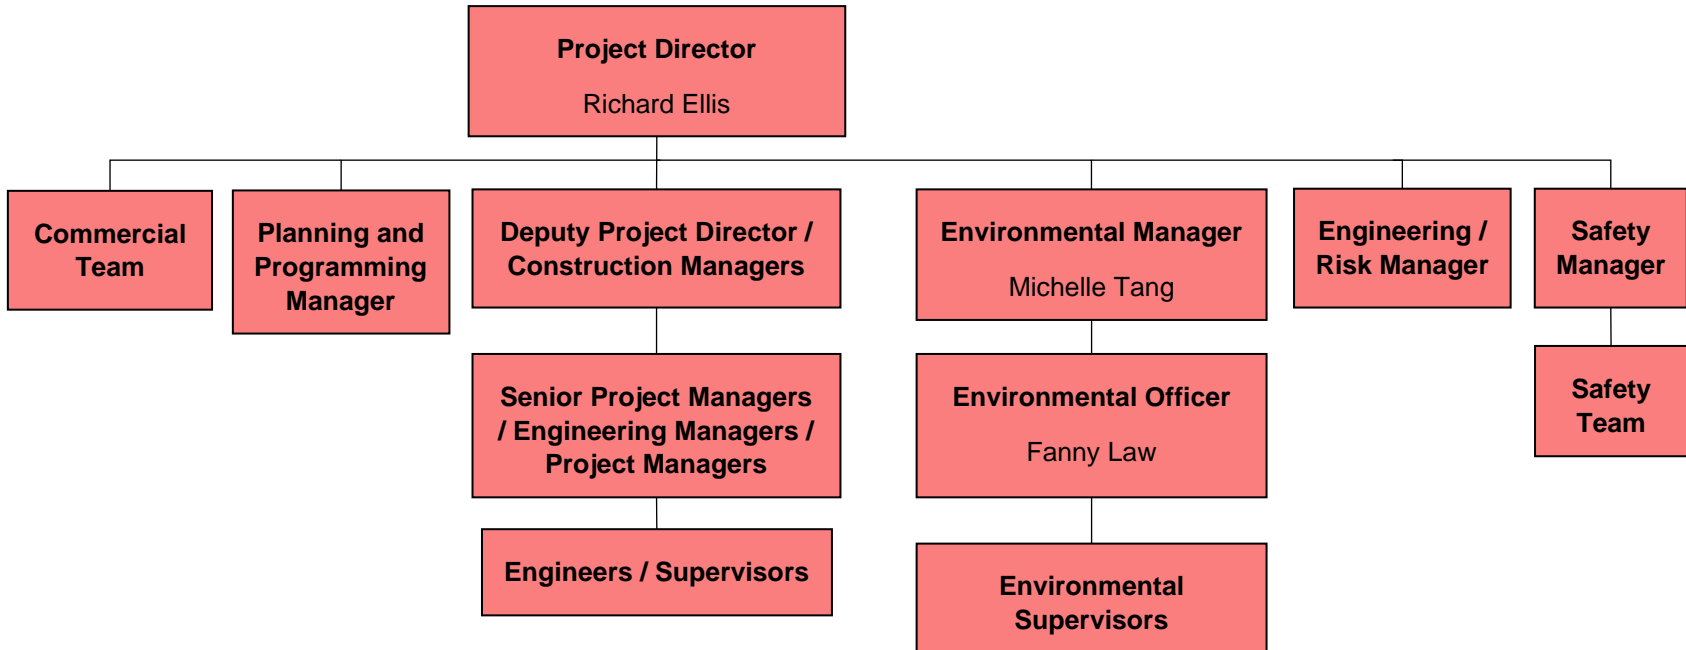 Project Director
Richard Ellis
Commercial
Team
Planning and
Programming
Manager
Deputy Project Director /
Construction Managers
Environmental Manager
Michelle Tang
Engineering /
Risk Manager
Safety
Manager
Senior Project Managers
/ Engineering Managers /
Project Managers
Environmental Officer
Fanny Law
Safety
Team
Engineers / Supervisors
Environmental
Supervisors